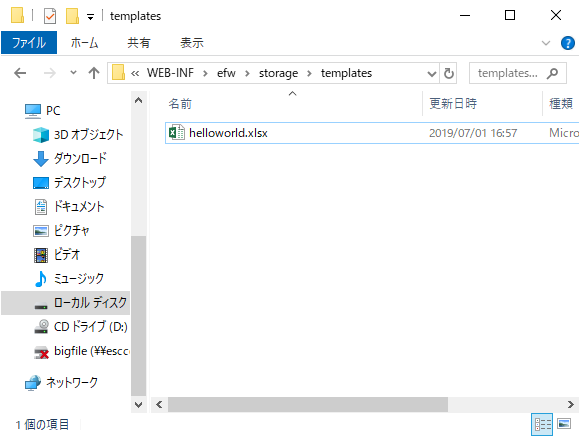 templates
ファイル ホーム 共有 表示
« WEB-INF › efw › storage › templates templates...
名前 更新日時 種類
PC
3D オブジェクト
ダウンロード
デスクトップ
ドキュメント
ピクチャ
ビデオ
ミュージック
ローカル ディスク
CD ドライブ (D:)
bigfile (¥¥escc
ネットワーク
helloworld.xlsx 2019/07/01 16:57 Micro
1 個の項目